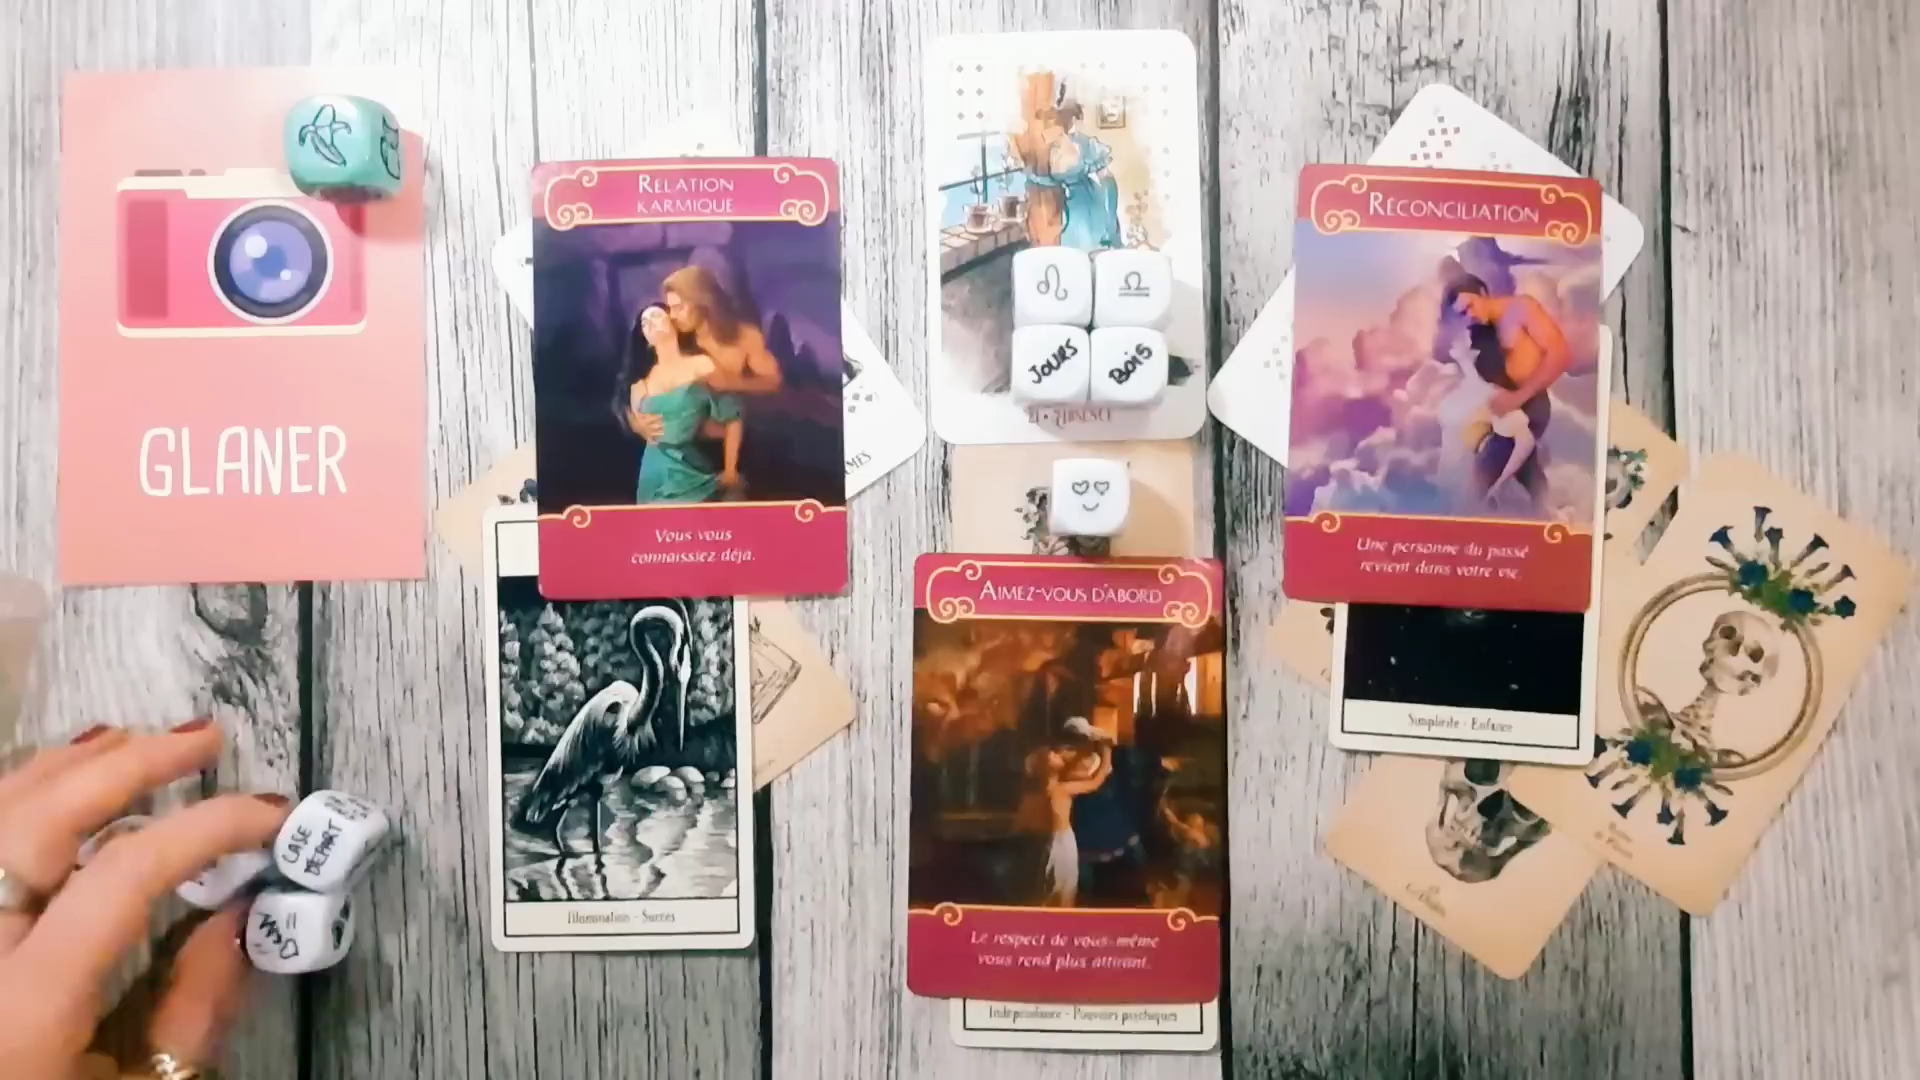 GLANER
RELATION
KARMIQUE
Vous vous
connaissiez déjà.
Illumination - Succès
JOURS
BOIS
AIMEZ-VOUS D'ABORD
Le respect de vous-même
vous rend plus attirant.
Indépendance - Pouvoirs psychiques
RÉCONCILIATION
Une personne du passé
revient dans votre vie.
Simplicité - Enfance
CASE
DÉPART